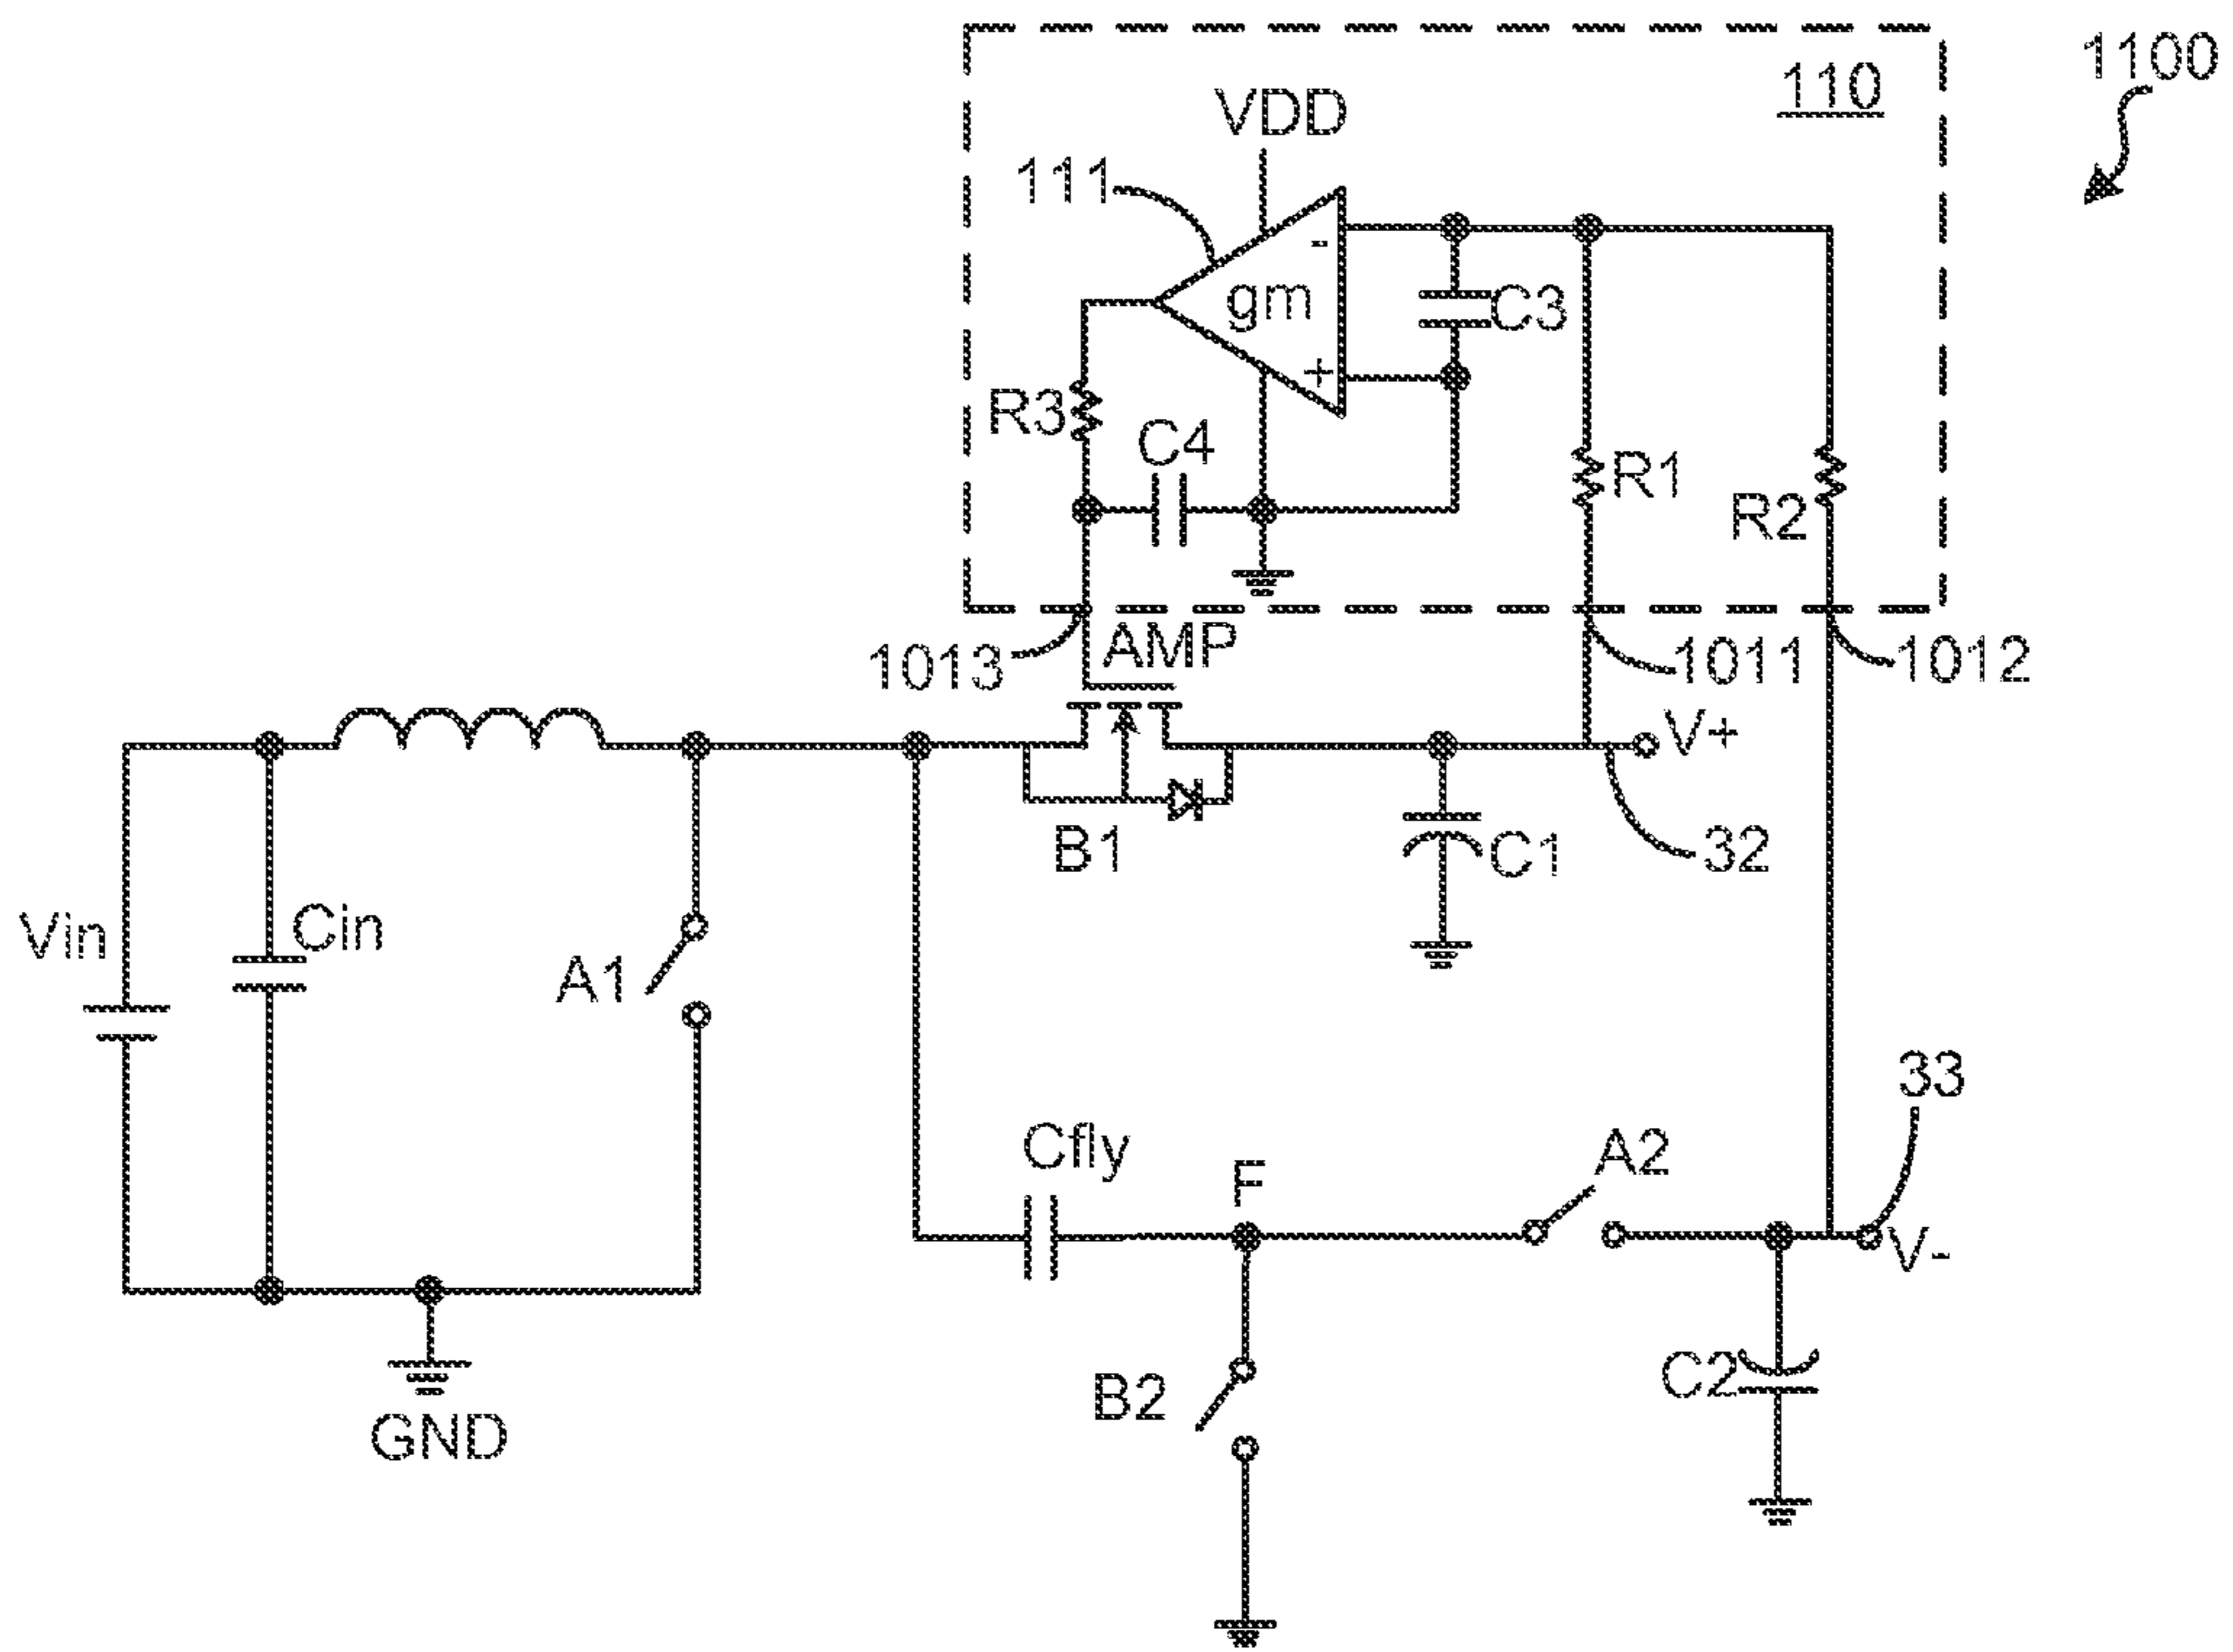 1100
110
VDD
111
-
gm
C3
+
R3
C4
R1
R2
1013
AMP
1011
1012
V+
B1
C1
32
Vin
Cin
A1
33
Cfly
F
A2
V-
B2
C2
GND